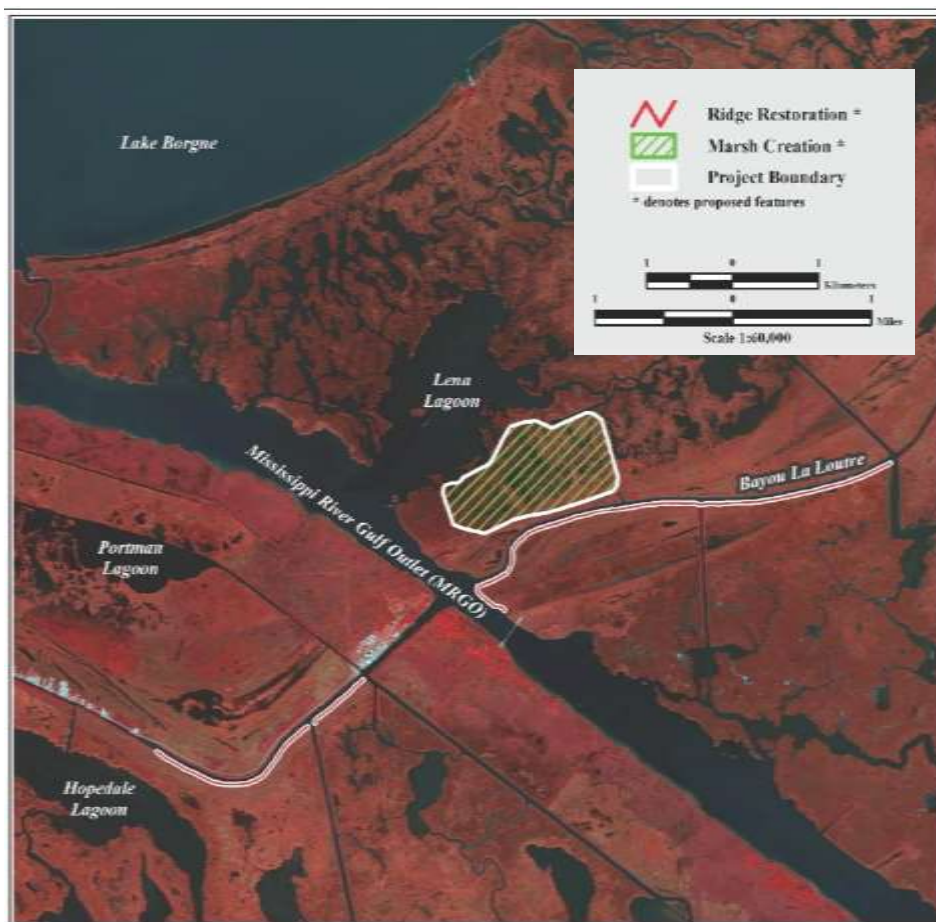 Lake Borgne
Ridge Restoration *
Marsh Creation *
Project Boundary
* denotes proposed features
1 0 1
Kilometers
1 0 1
Miles
Scale 1:60,000
Lena
Lagoon
Bayou La Loutre
Mississippi River Gulf Outlet (MRGO)
Portman
Lagoon
Hopedale
Lagoon